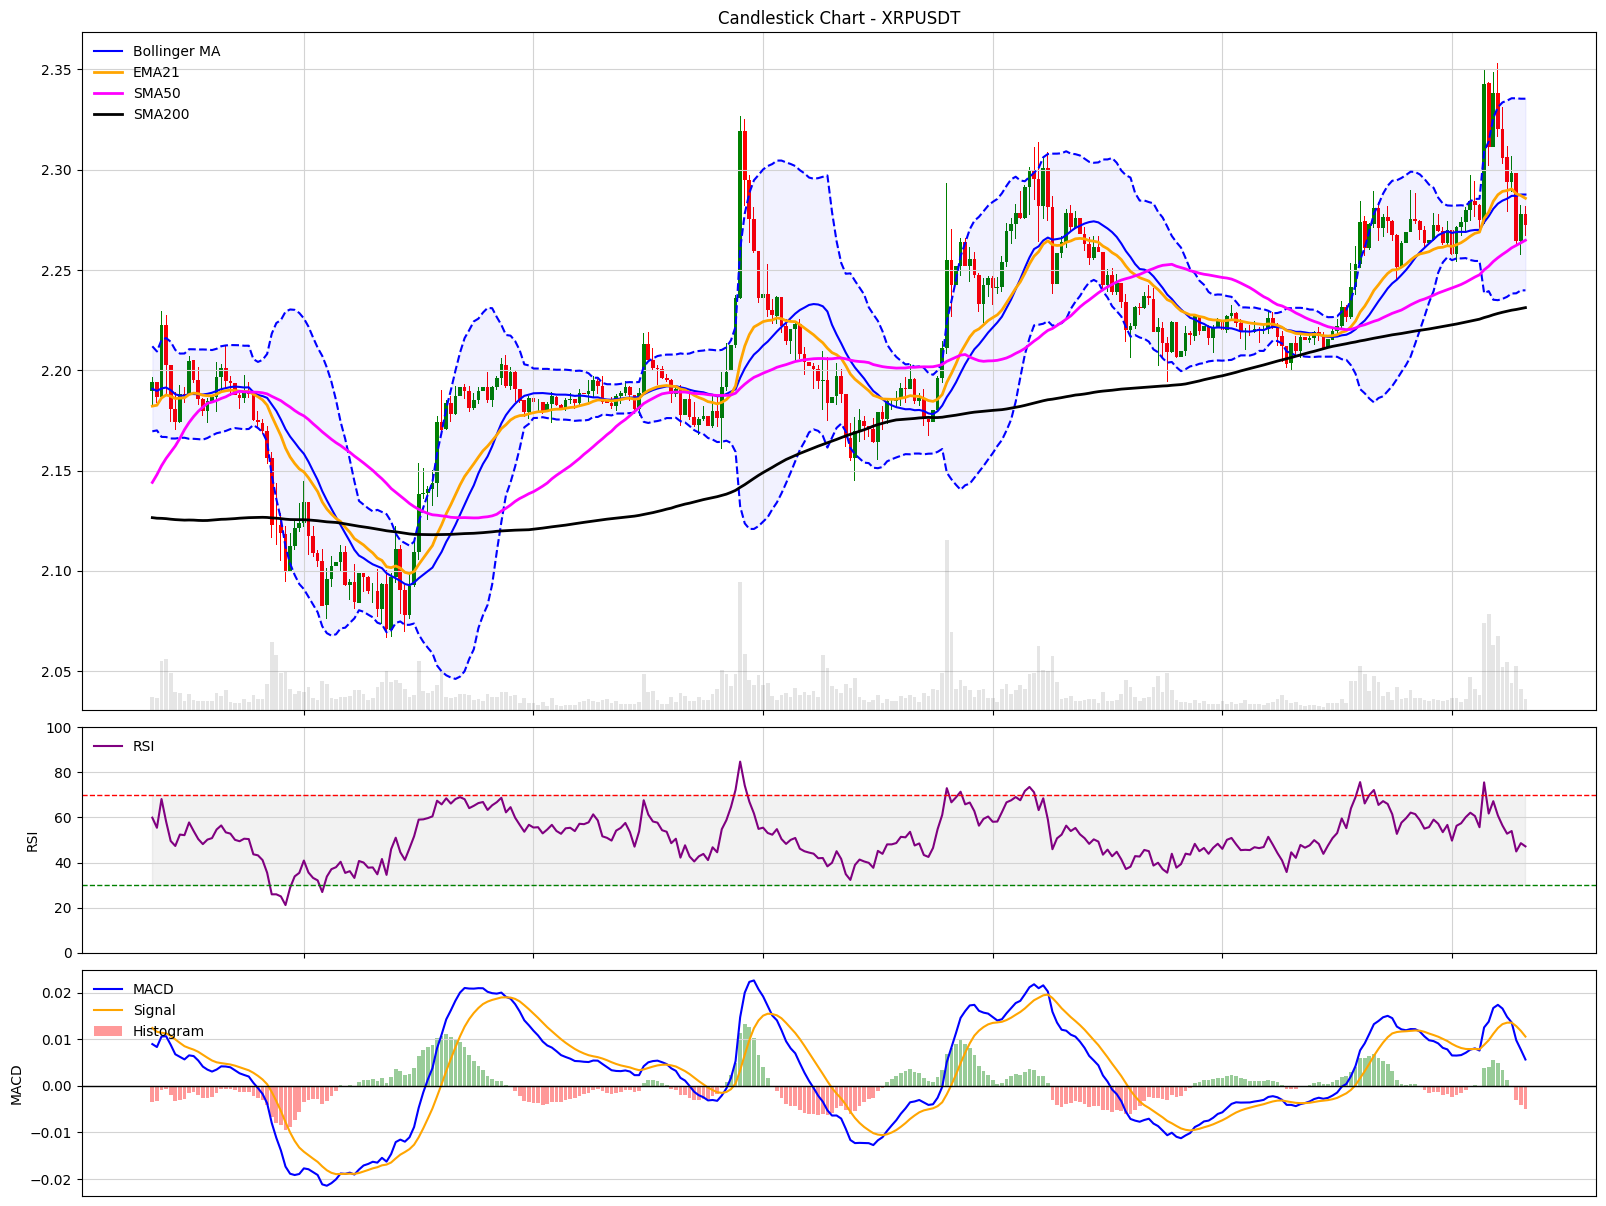 Candlestick Chart - XRPUSDT
Bollinger MA
EMA21
SMA50
SMA200
2.35
2.30
2.25
2.20
2.15
2.10
2.05
RSI
RSI
100
80
60
40
20
0
MACD
Signal
Histogram
MACD
0.02
0.01
0.00
−0.01
−0.02